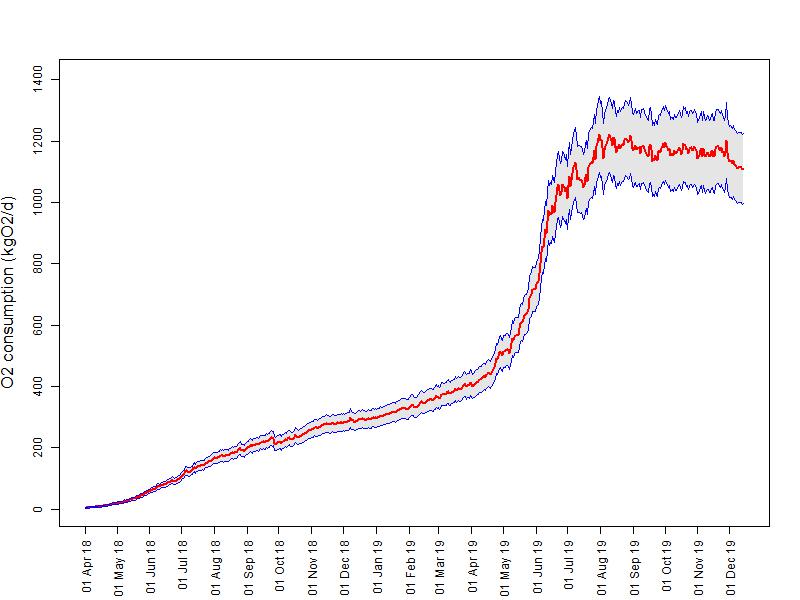 O2 consumption (kgO2/d)
1400
1200
1000
800
600
400
200
0
01 Apr 18
01 May 18
01 Jun 18
01 Jul 18
01 Aug 18
01 Sep 18
01 Oct 18
01 Nov 18
01 Dec 18
01 Jan 19
01 Feb 19
01 Mar 19
01 Apr 19
01 May 19
01 Jun 19
01 Jul 19
01 Aug 19
01 Sep 19
01 Oct 19
01 Nov 19
01 Dec 19